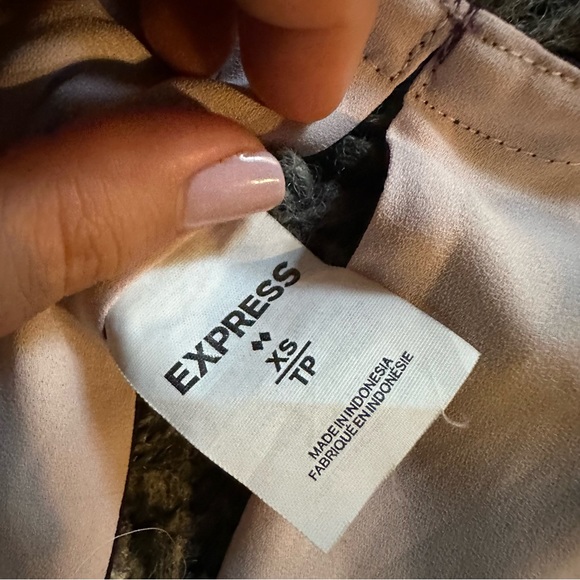 EXPRESS
XS
TP
MADE IN INDONESIA
FABRIQUÉ EN INDONÉSIE